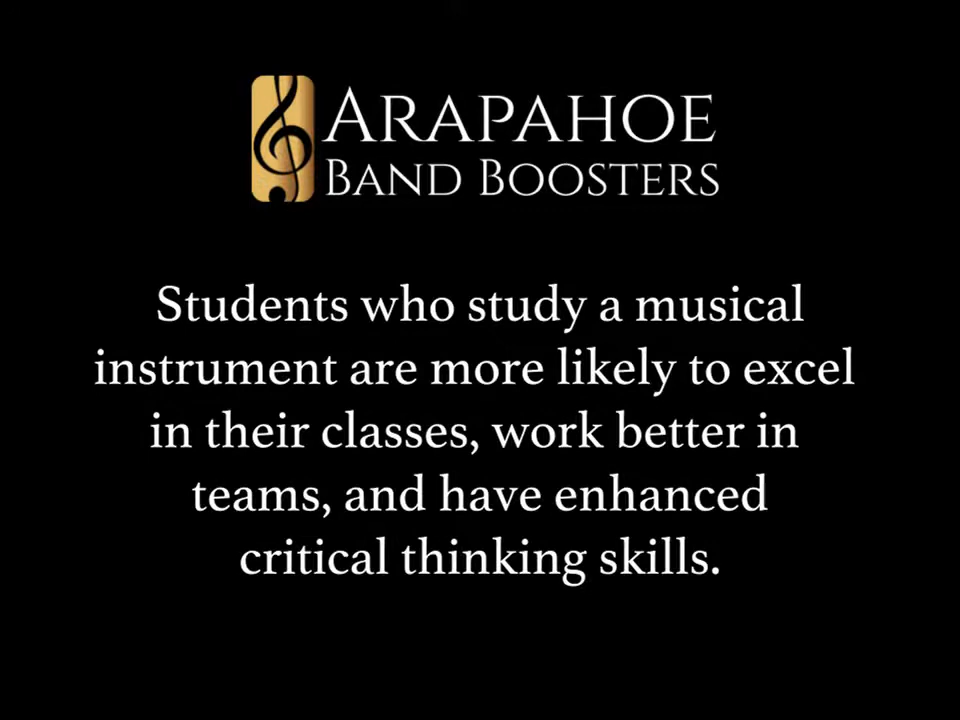 ARAPAHOE
BAND BOOSTERS
Students who study a musical
instrument are more likely to excel
in their classes, work better in
teams, and have enhanced
critical thinking skills.